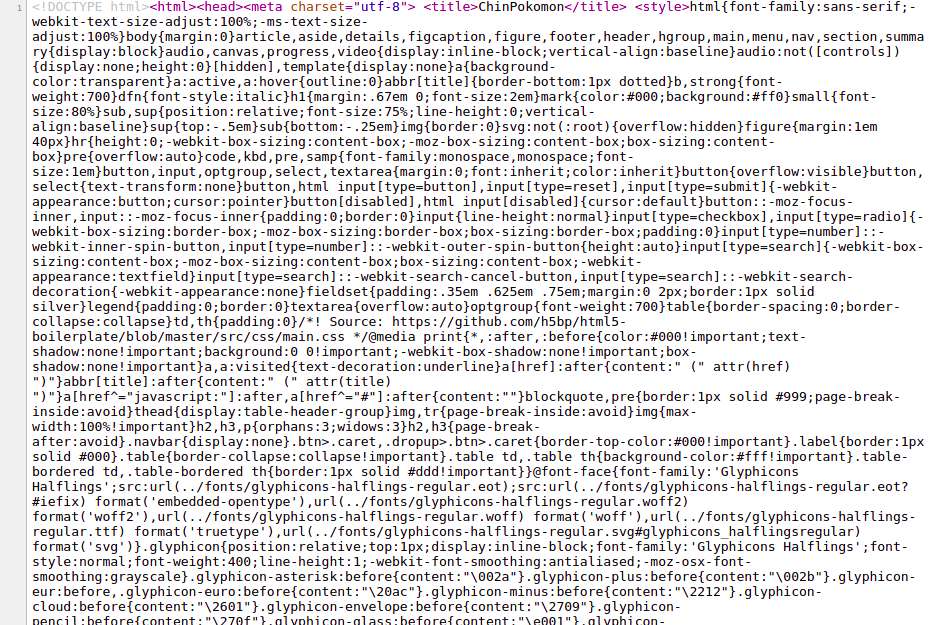 1 <!DOCTYPE html><html><head><meta charset="utf-8"> <title>ChinPokomon</title> <style>html{font-family:sans-serif;-
webkit-text-size-adjust:100%;-ms-text-size-
adjust:100%}body{margin:0}article,aside,details,figcaption,figure,footer,header,hgroup,main,menu,nav,section,summa
ry{display:block}audio,canvas,progress,video{display:inline-block;vertical-align:baseline}audio:not([controls])
{display:none;height:0}[hidden],template{display:none}a{background-
color:transparent}a:active,a:hover{outline:0}abbr[title]{border-bottom:1px dotted}b,strong{font-
weight:700}dfn{font-style:italic}h1{margin:.67em 0;font-size:2em}mark{color:#000;background:#ff0}small{font-
size:80%}sub,sup{position:relative;font-size:75%;line-height:0;vertical-
align:baseline}sup{top:-.5em}sub{bottom:-.25em}img{border:0}svg:not(:root){overflow:hidden}figure{margin:1em
40px}hr{height:0;-webkit-box-sizing:content-box;-moz-box-sizing:content-box;box-sizing:content-
box}pre{overflow:auto}code,kbd,pre,samp{font-family:monospace,monospace;font-
size:1em}button,input,optgroup,select,textarea{margin:0;font:inherit;color:inherit}button{overflow:visible}button,
select{text-transform:none}button,html input[type=button],input[type=reset],input[type=submit]{-webkit-
appearance:button;cursor:pointer}button[disabled],html input[disabled]{cursor:default}button::-moz-focus-
inner,input::-moz-focus-inner{padding:0;border:0}input{line-height:normal}input[type=checkbox],input[type=radio]{-
webkit-box-sizing:border-box;-moz-box-sizing:border-box;box-sizing:border-box;padding:0}input[type=number]::-
webkit-inner-spin-button,input[type=number]::-webkit-outer-spin-button{height:auto}input[type=search]{-webkit-box-
sizing:content-box;-moz-box-sizing:content-box;box-sizing:content-box;-webkit-
appearance:textfield}input[type=search]::-webkit-search-cancel-button,input[type=search]::-webkit-search-
decoration{-webkit-appearance:none}fieldset{padding:.35em .625em .75em;margin:0 2px;border:1px solid
silver}legend{padding:0;border:0}textarea{overflow:auto}optgroup{font-weight:700}table{border-spacing:0;border-
collapse:collapse}td,th{padding:0}/*! Source: https://github.com/h5bp/html5-
boilerplate/blob/master/src/css/main.css */@media print{*,:after,:before{color:#000!important;text-
shadow:none!important;background:0 0!important;-webkit-box-shadow:none!important;box-
shadow:none!important}a,a:visited{text-decoration:underline}a[href]:after{content:" (" attr(href)
")"}abbr[title]:after{content:" (" attr(title)
")"}a[href^="javascript:"]:after,a[href^="#"]:after{content:""}blockquote,pre{border:1px solid #999;page-break-
inside:avoid}thead{display:table-header-group}img,tr{page-break-inside:avoid}img{max-
width:100%!important}h2,h3,p{orphans:3;widows:3}h2,h3{page-break-
after:avoid}.navbar{display:none}.btn>.caret,.dropup>.btn>.caret{border-top-color:#000!important}.label{border:1px
solid #000}.table{border-collapse:collapse!important}.table td,.table th{background-color:#fff!important}.table-
bordered td,.table-bordered th{border:1px solid #ddd!important}}@font-face{font-family:'Glyphicons
Halflings';src:url(../fonts/glyphicons-halflings-regular.eot);src:url(../fonts/glyphicons-halflings-regular.eot?
#iefix) format('embedded-opentype'),url(../fonts/glyphicons-halflings-regular.woff2)
format('woff2'),url(../fonts/glyphicons-halflings-regular.woff) format('woff'),url(../fonts/glyphicons-halflings-
regular.ttf) format('truetype'),url(../fonts/glyphicons-halflings-regular.svg#glyphicons_halflingsregular)
format('svg')}.glyphicon{position:relative;top:1px;display:inline-block;font-family:'Glyphicons Halflings';font-
style:normal;font-weight:400;line-height:1;-webkit-font-smoothing:antialiased;-moz-osx-font-
smoothing:grayscale}.glyphicon-asterisk:before{content:"\002a"}.glyphicon-plus:before{content:"\002b"}.glyphicon-
eur:before,.glyphicon-euro:before{content:"\20ac"}.glyphicon-minus:before{content:"\2212"}.glyphicon-
cloud:before{content:"\2601"}.glyphicon-envelope:before{content:"\2709"}.glyphicon-
pencil:before{content:"\270f"}.glyphicon-glass:before{content:"\e001"}.glyphicon-